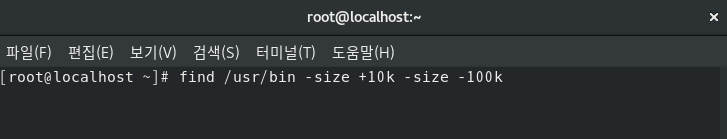 root@localhost:~
파일(F) 편집(E) 보기(V) 검색(S) 터미널(T) 도움말(H)
[root@localhost ~]# find /usr/bin -size +10k -size -100k